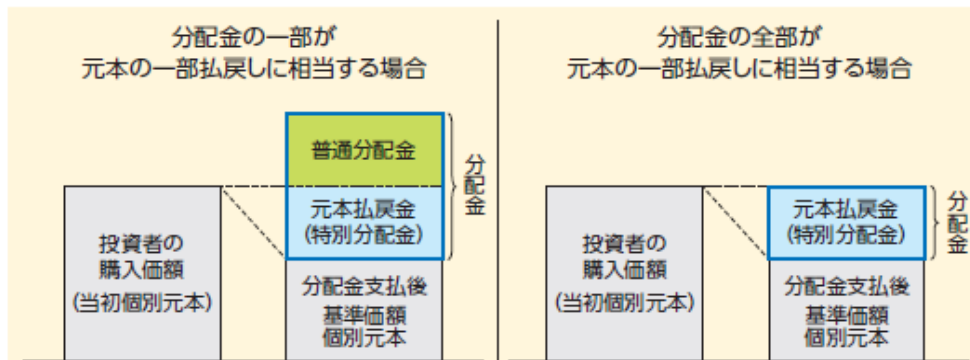 分配金の一部が
元本の一部払戻しに相当する場合
普通分配金
元本払戻金
(特別分配金)
分配金
投資者の
購入価額
(当初個別元本)
分配金支払後
基準価額
個別元本
分配金の全部が
元本の一部払戻しに相当する場合
元本払戻金
(特別分配金)
分配金
投資者の
購入価額
(当初個別元本)
分配金支払後
基準価額
個別元本